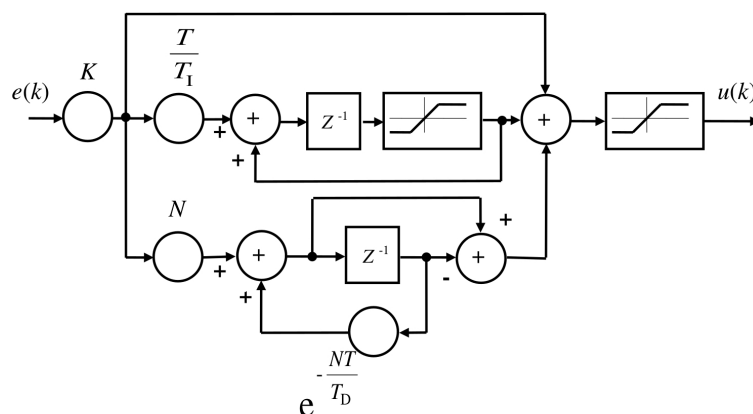 T
T_I
K
e(k)
u(k)
+
Z⁻¹
+
+
+
N
+
+
Z⁻¹
+
+
-
+
e^{-NT/T_D}